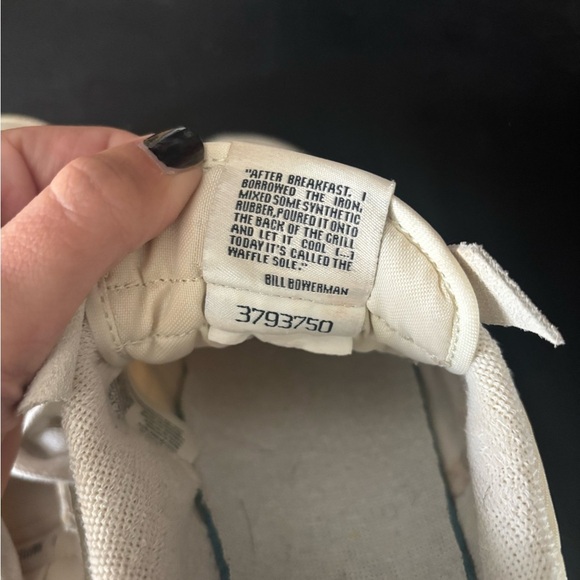 "AFTER BREAKFAST, I
BORROWED THE IRON,
MIXED SOME SYNTHETIC
RUBBER, POURED IT ONTO
THE BACK OF THE GRILL
AND LET IT COOL [...]
TODAY IT'S CALLED THE
WAFFLE SOLE."
BILL BOWERMAN
3793750